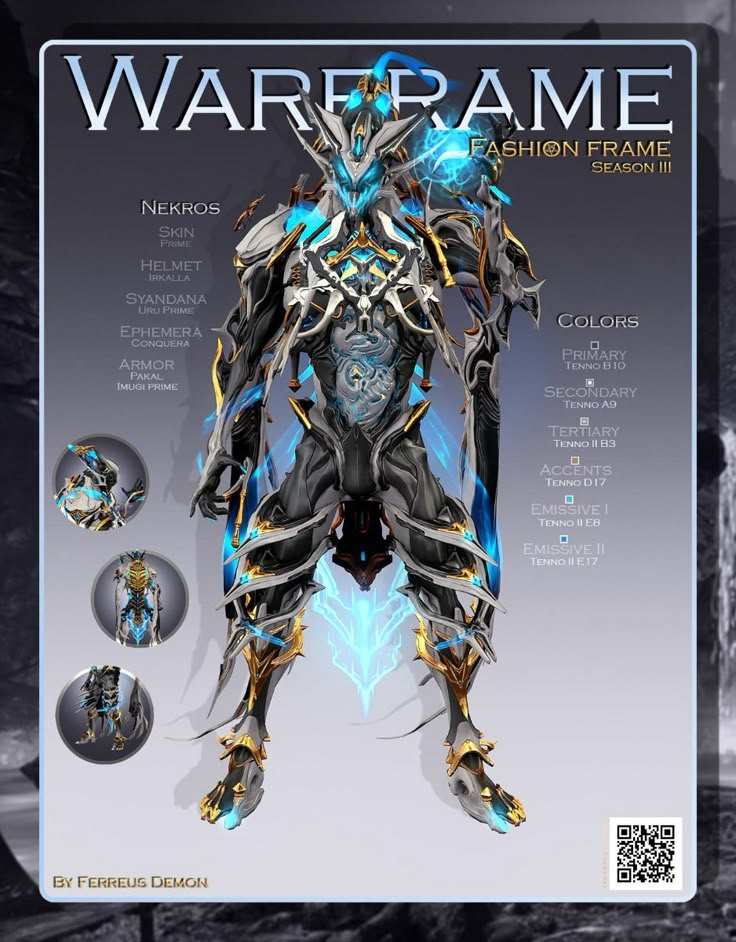 WARFRAME
FASHION FRAME
SEASON III
NEKROS
SKIN
PRIME
HELMET
IRKALLA
SYANDANA
URU PRIME
EPHEMERA
CONQUERA
ARMOR
PAKAL
IMUGI PRIME
COLORS
PRIMARY
TENNO B10
SECONDARY
TENNO A9
TERTIARY
TENNO II B3
ACCENTS
TENNO D17
EMISSIVE I
TENNO II E8
EMISSIVE II
TENNO II E17
BY FERREUS DEMON